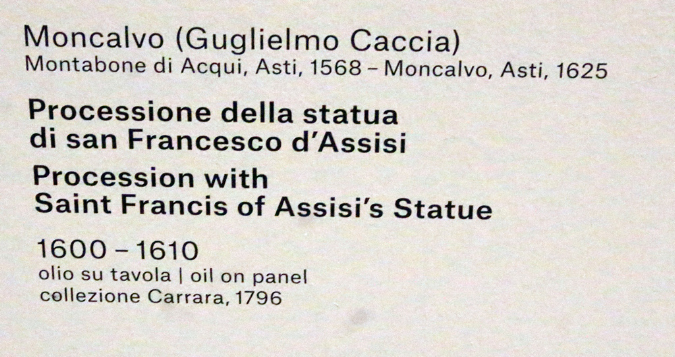 Moncalvo (Guglielmo Caccia)
Montabone di Acqui, Asti, 1568 – Moncalvo, Asti, 1625
Processione della statua
di san Francesco d'Assisi
Procession with
Saint Francis of Assisi's Statue
1600 – 1610
olio su tavola | oil on panel
collezione Carrara, 1796